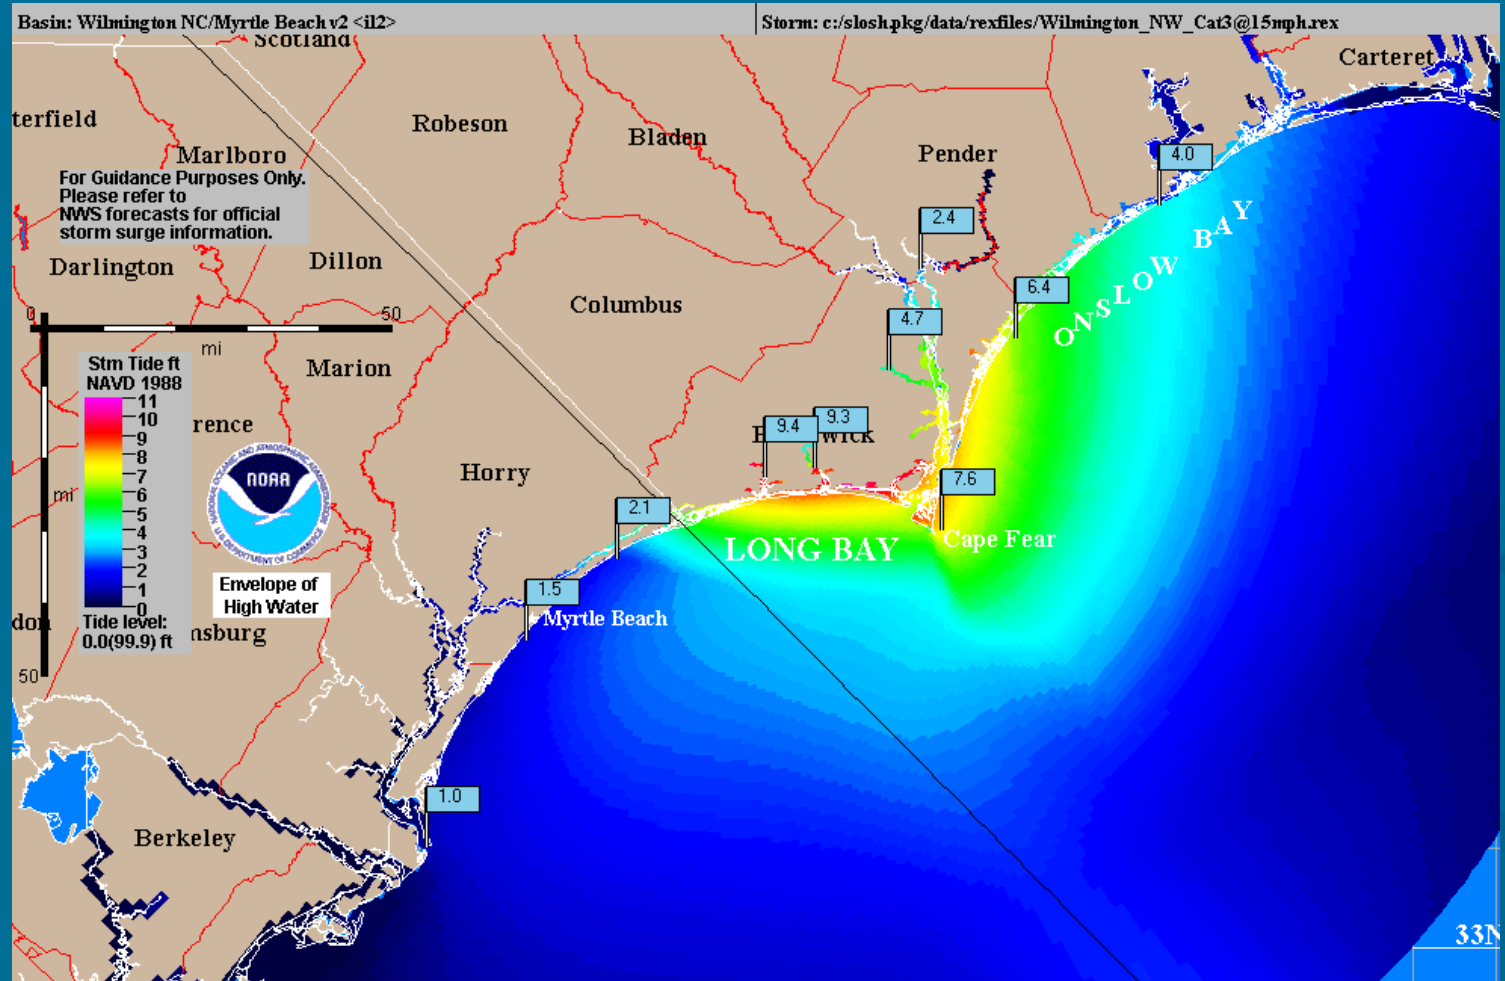 Basin: Wilmington NC/Myrtle Beach v2 <il2>
Storm: c:/slosh.pkg/data/rexfiles/Wilmington_NW_Cat3@15mph.rex
Scotland
Carteret
terfield
Robeson
Bladen
Marlboro
Pender
4.0
For Guidance Purposes Only.
Please refer to
NWS forecasts for official
storm surge information.
2.4
ONSLOW BAY
Darlington
Dillon
6.4
Columbus
0
50
4.7
mi
Stm Tide ft
NAVD 1988
Marion
11
10
9
8
7
6
5
4
3
2
1
0
Tide level:
0.0(99.9) ft
rence
9.4
9.3
wick
mi
NOAA
Horry
7.6
2.1
Cape Fear
LONG BAY
Envelope of
High Water
1.5
Myrtle Beach
don
msburg
50
1.0
Berkeley
33N